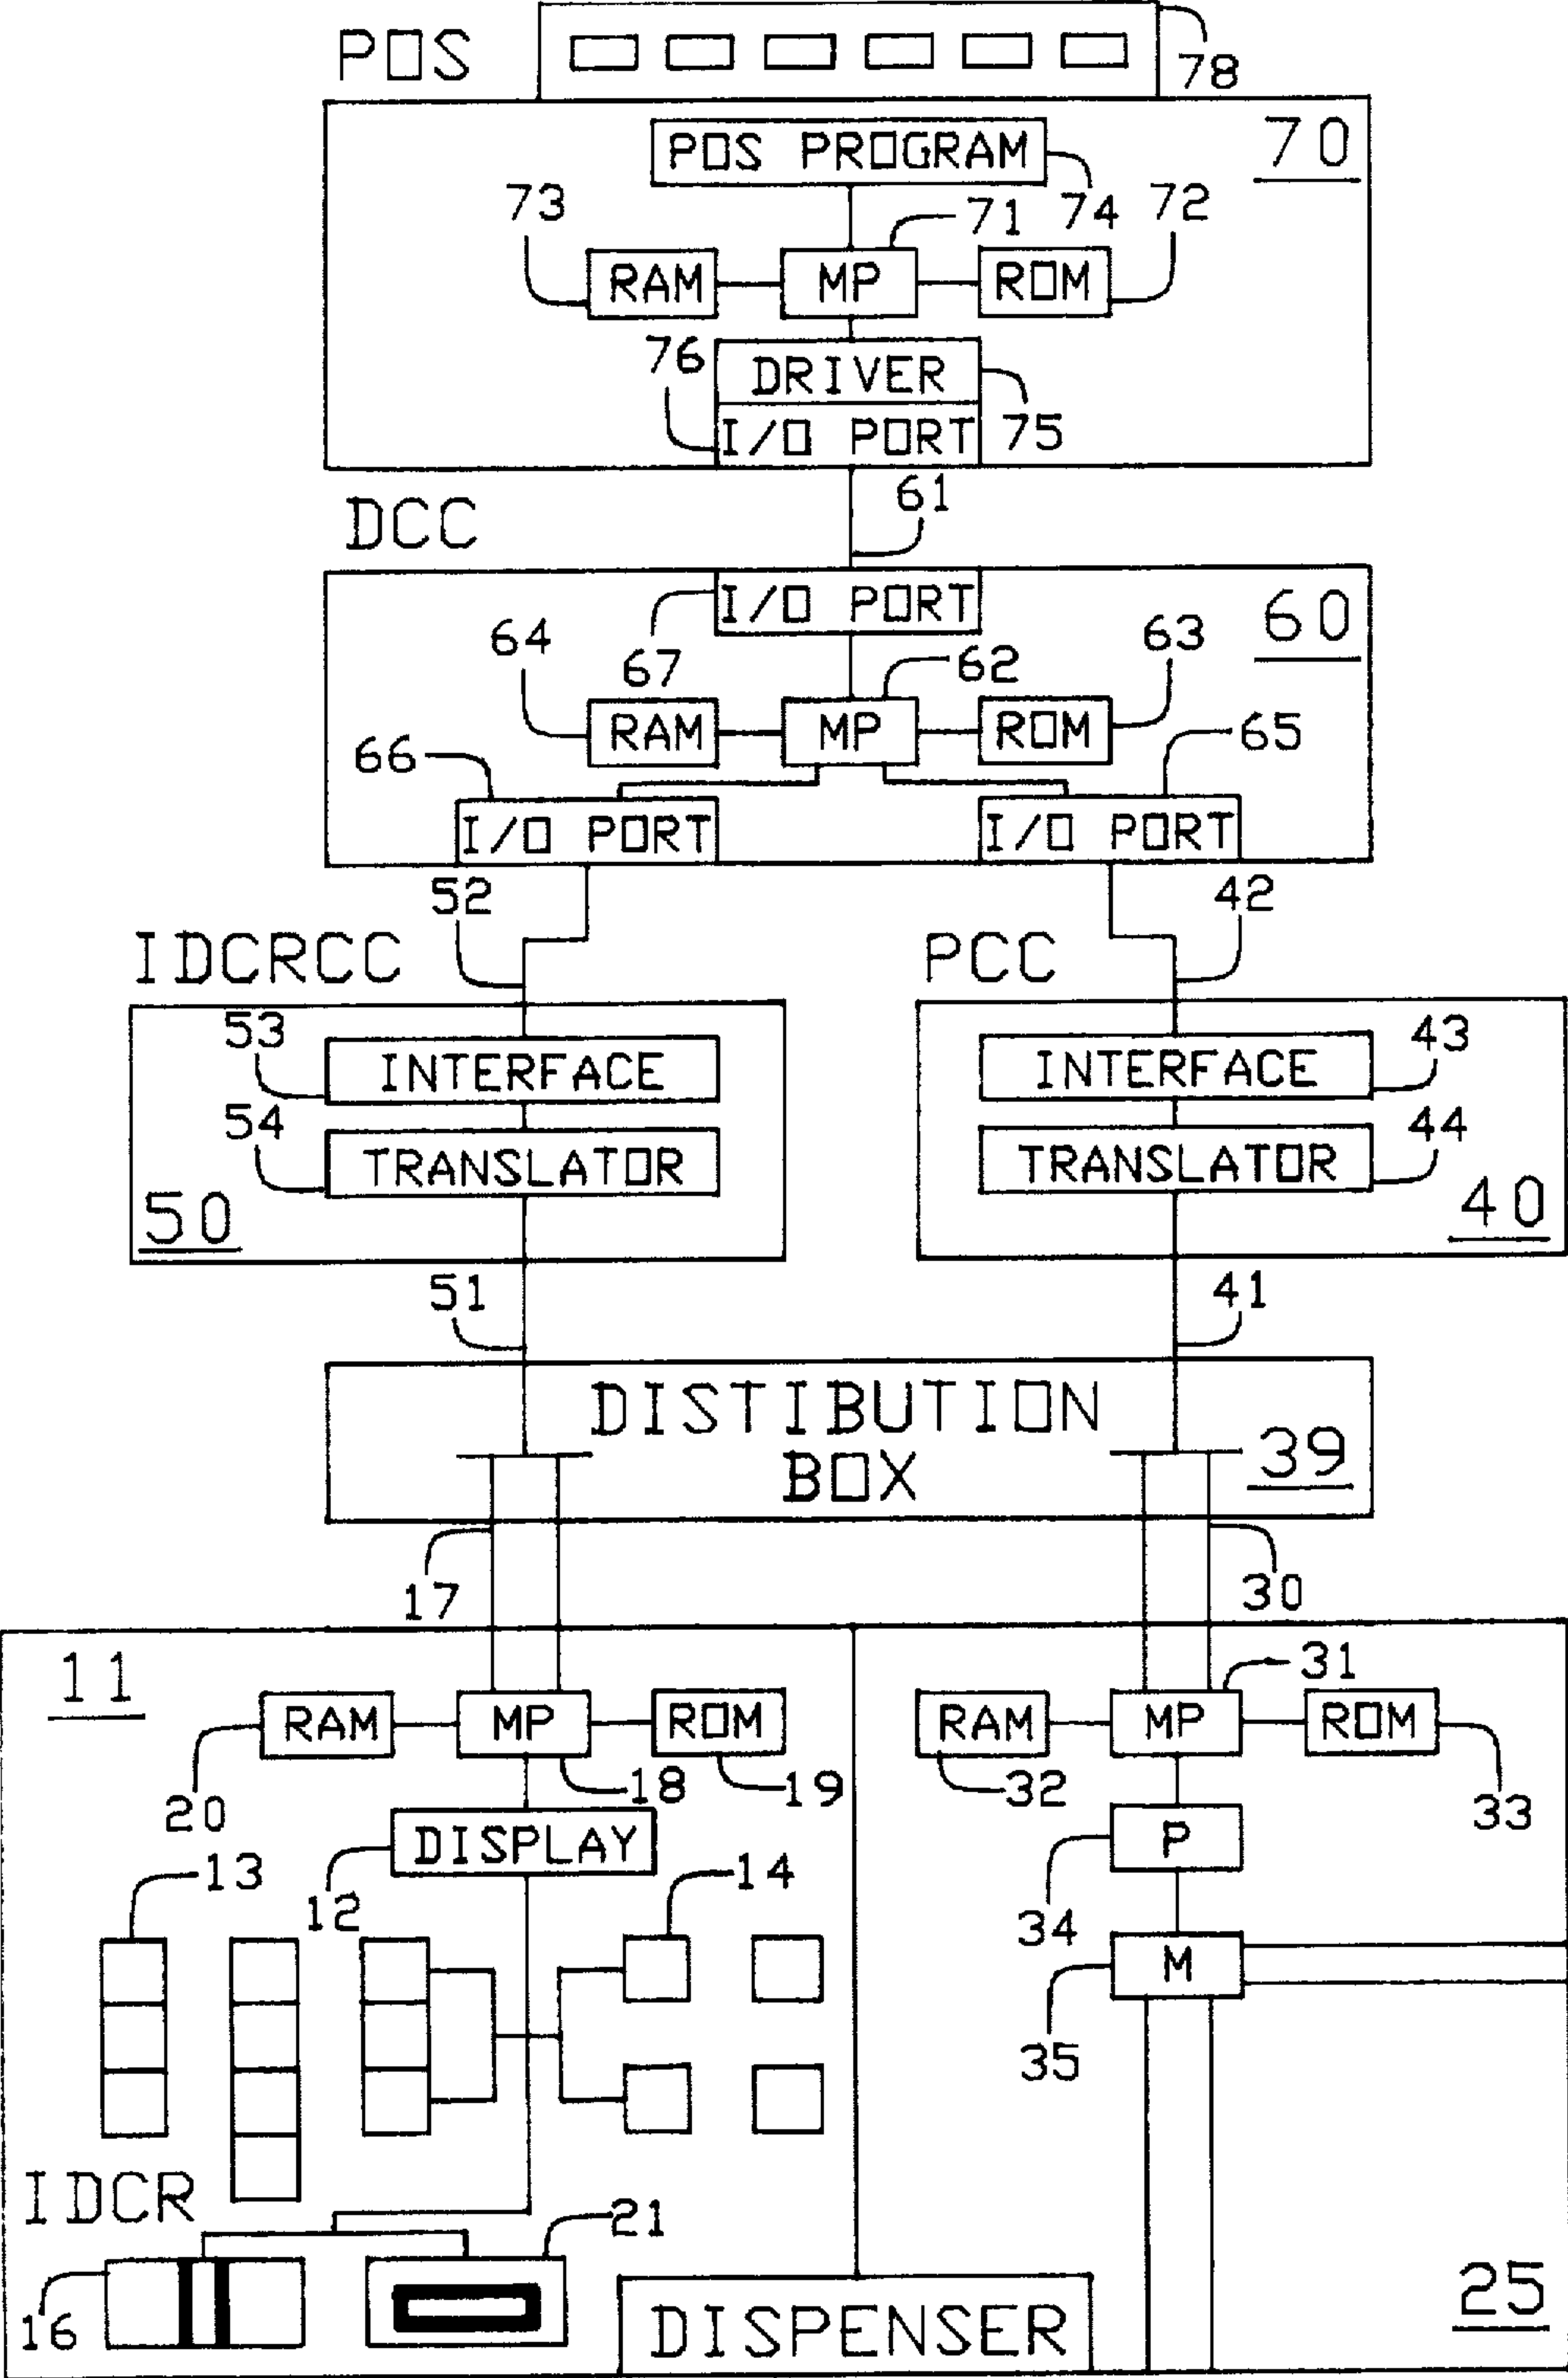 POS
78
70
POS PROGRAM
73
71
74
72
RAM
MP
ROM
76
DRIVER
I/O PORT
75
61
DCC
I/O PORT
60
64
67
62
63
RAM
MP
ROM
66
65
I/O PORT
I/O PORT
52
42
IDCRCC
PCC
53
INTERFACE
INTERFACE
43
54
TRANSLATOR
TRANSLATOR
44
50
40
51
41
DISTIBUTION
BOX
39
17
30
11
31
RAM
MP
ROM
RAM
MP
ROM
20
18
19
32
33
DISPLAY
P
13
12
14
34
M
35
IDCR
21
16
DISPENSER
25